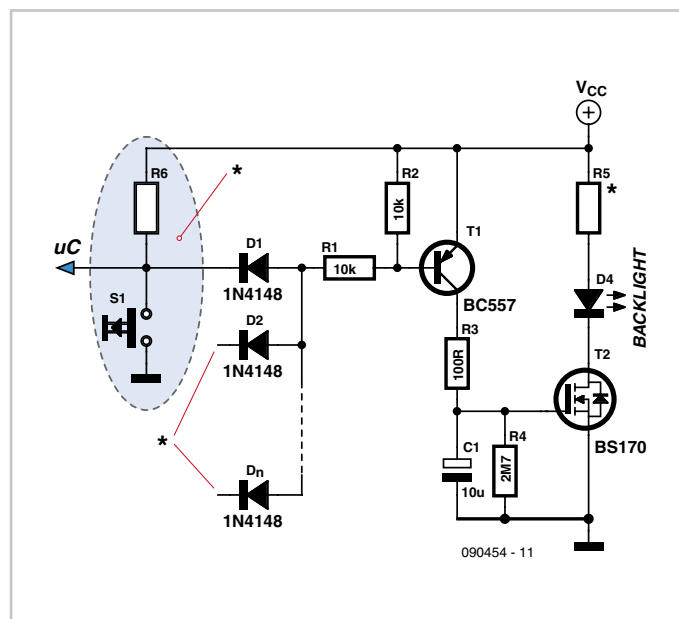 VCC
+
R6
*
R2
10k
R5
*
T1
uC
D1
R1
10k
1N4148
BC557
S1
D4
BACKLIGHT
D2
1N4148
R3
100R
T2
*
C1
10u
R4
2M7
BS170
Dn
1N4148
090454 - 11